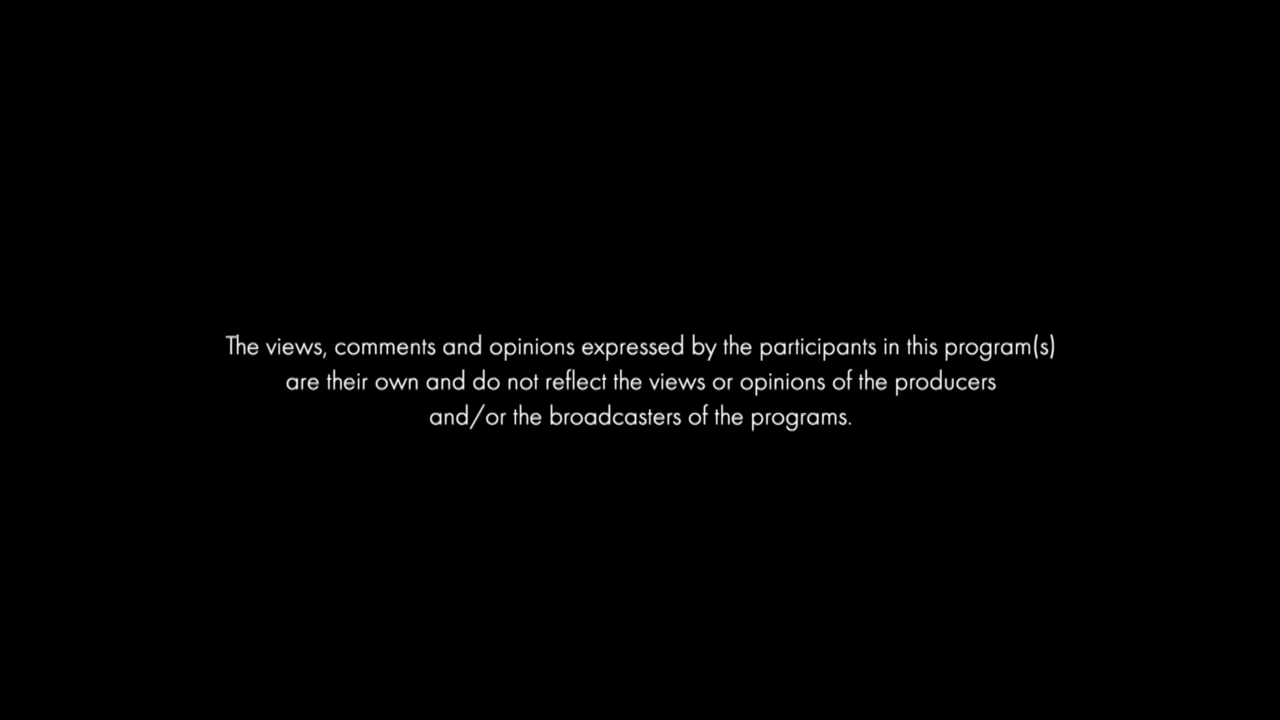 The views, comments and opinions expressed by the participants in this program(s)
are their own and do not reflect the views or opinions of the producers
and/or the broadcasters of the programs.